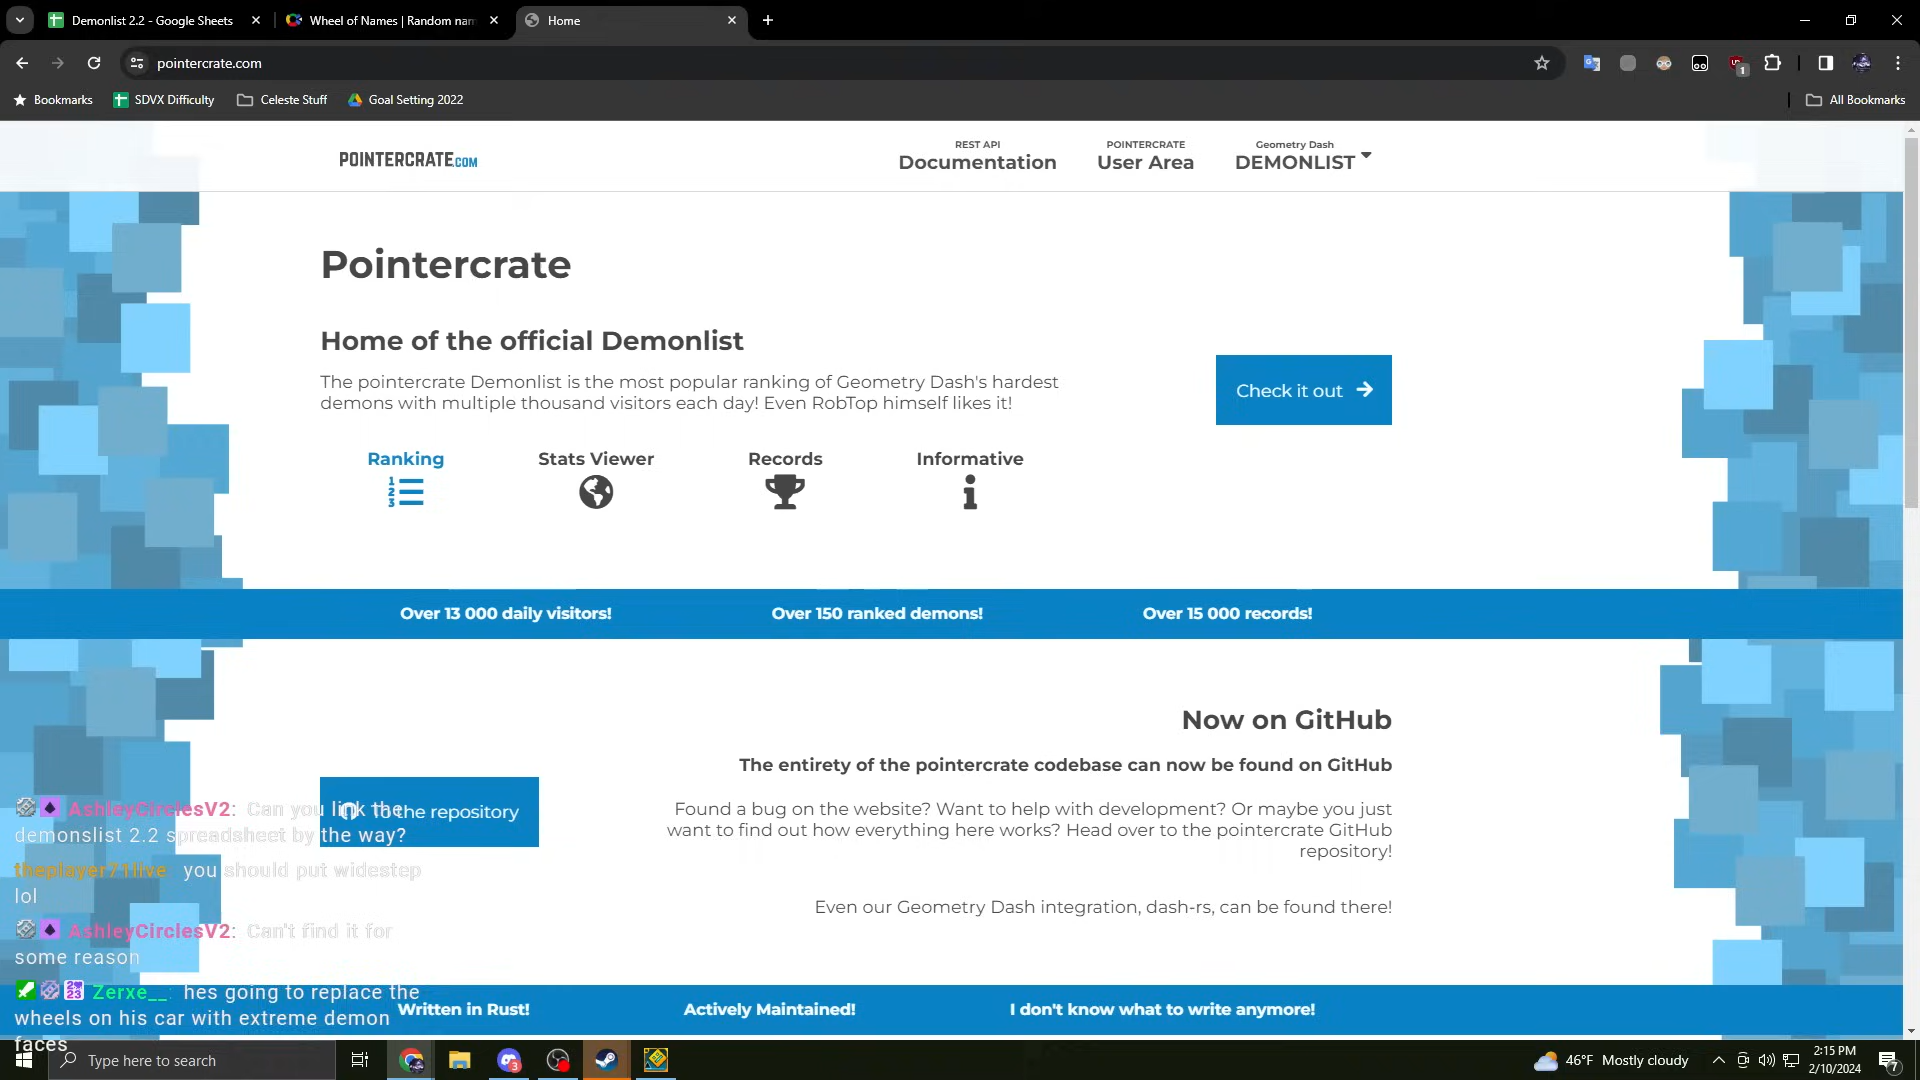 Demonlist 2.2 - Google Sheets
Wheel of Names | Random nam
Home
pointercrate.com
1
Bookmarks
SDVX Difficulty
Celeste Stuff
Goal Setting 2022
All Bookmarks
POINTERCRATE.COM
REST API
Documentation
POINTERCRATE
User Area
Geometry Dash
DEMONLIST
Pointercrate
Home of the official Demonlist
The pointercrate Demonlist is the most popular ranking of Geometry Dash's hardest
demons with multiple thousand visitors each day! Even RobTop himself likes it!
Check it out
Ranking
Stats Viewer
Records
Informative
Over 13 000 daily visitors!
Over 150 ranked demons!
Over 15 000 records!
Now on GitHub
The entirety of the pointercrate codebase can now be found on GitHub
Found a bug on the website? Want to help with development? Or maybe you just
want to find out how everything here works? Head over to the pointercrate GitHub
repository!
Even our Geometry Dash integration, dash-rs, can be found there!
To the repository
AshleyCirclesV2: Can you link the
demonslist 2.2 spreadsheet by the way?
theplayer71live: you should put widestep
lol
AshleyCirclesV2: Can't find it for
some reason
Zerxe__: hes going to replace the
wheels on his car with extreme demon
faces
Written in Rust!
Actively Maintained!
I don't know what to write anymore!
Type here to search
3
46°F Mostly cloudy
2:15 PM
2/10/2024
7